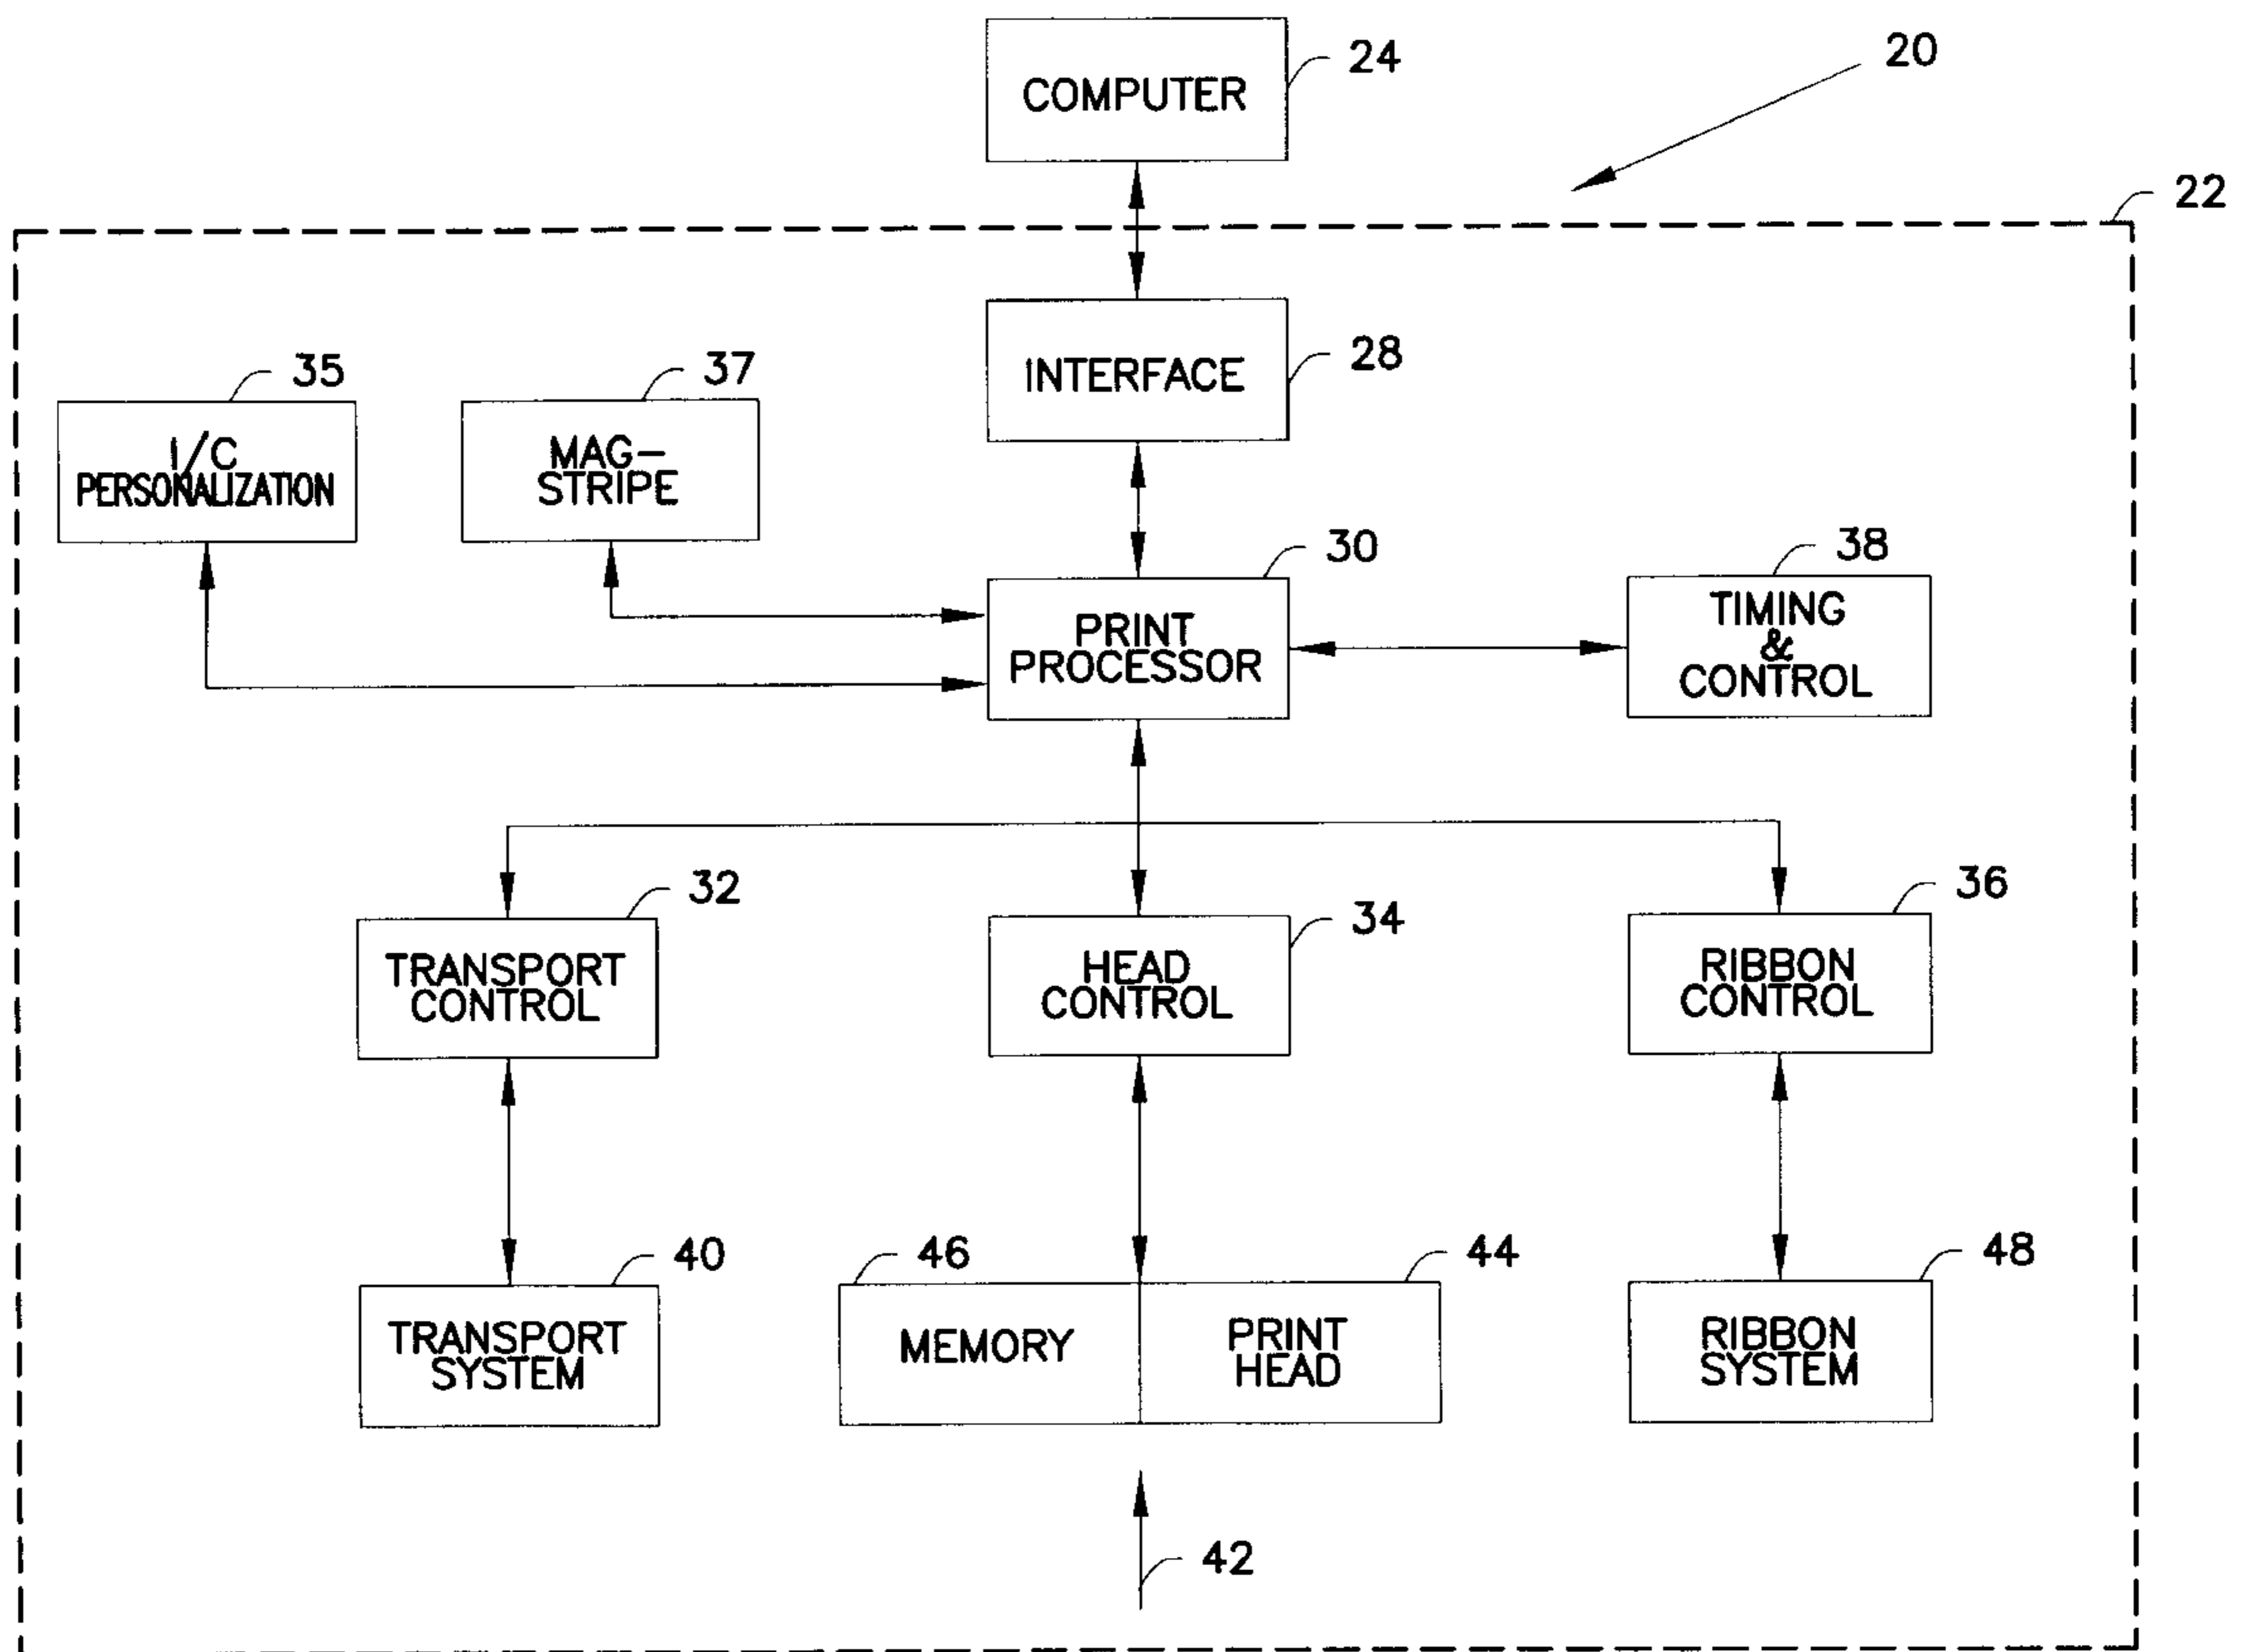 COMPUTER
24
20
22
INTERFACE
28
35
I/C
PERSONALIZATION
37
MAG-
STRIPE
30
PRINT
PROCESSOR
38
TIMING
&
CONTROL
32
TRANSPORT
CONTROL
34
HEAD
CONTROL
36
RIBBON
CONTROL
40
TRANSPORT
SYSTEM
46
MEMORY
44
PRINT
HEAD
48
RIBBON
SYSTEM
42